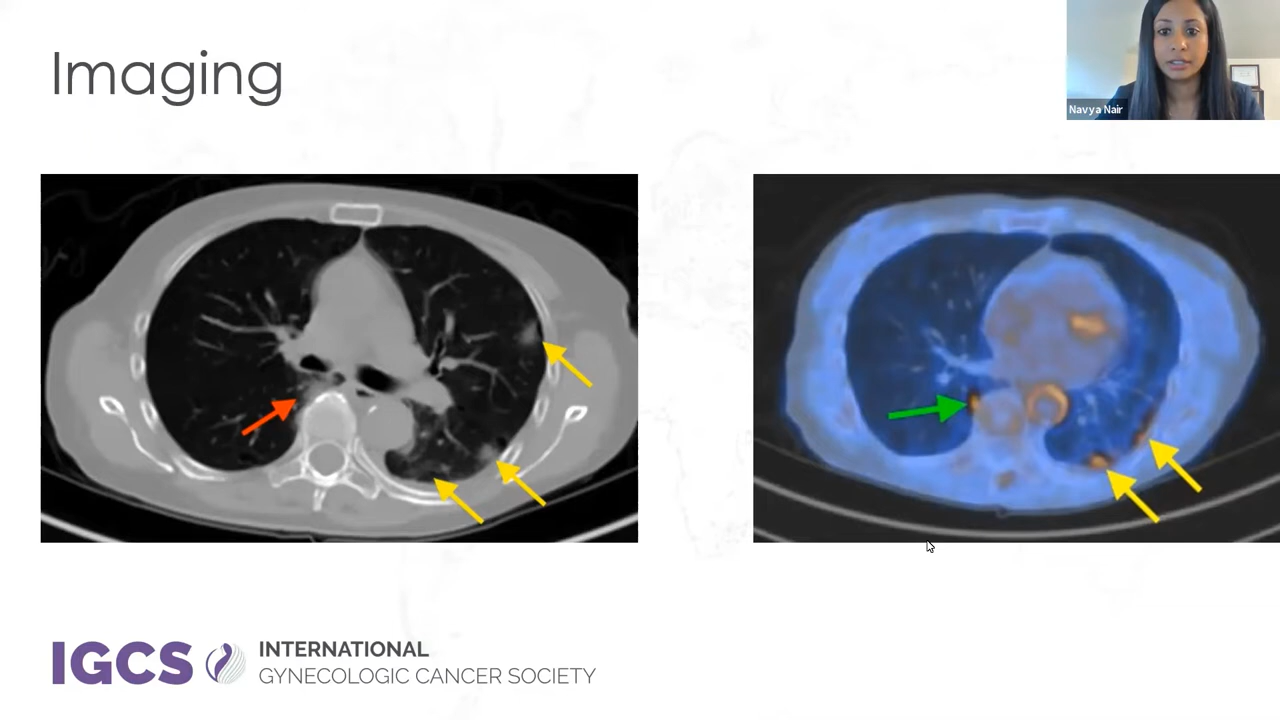 Imaging
Navya Nair
IGCS
INTERNATIONAL
GYNECOLOGIC CANCER SOCIETY